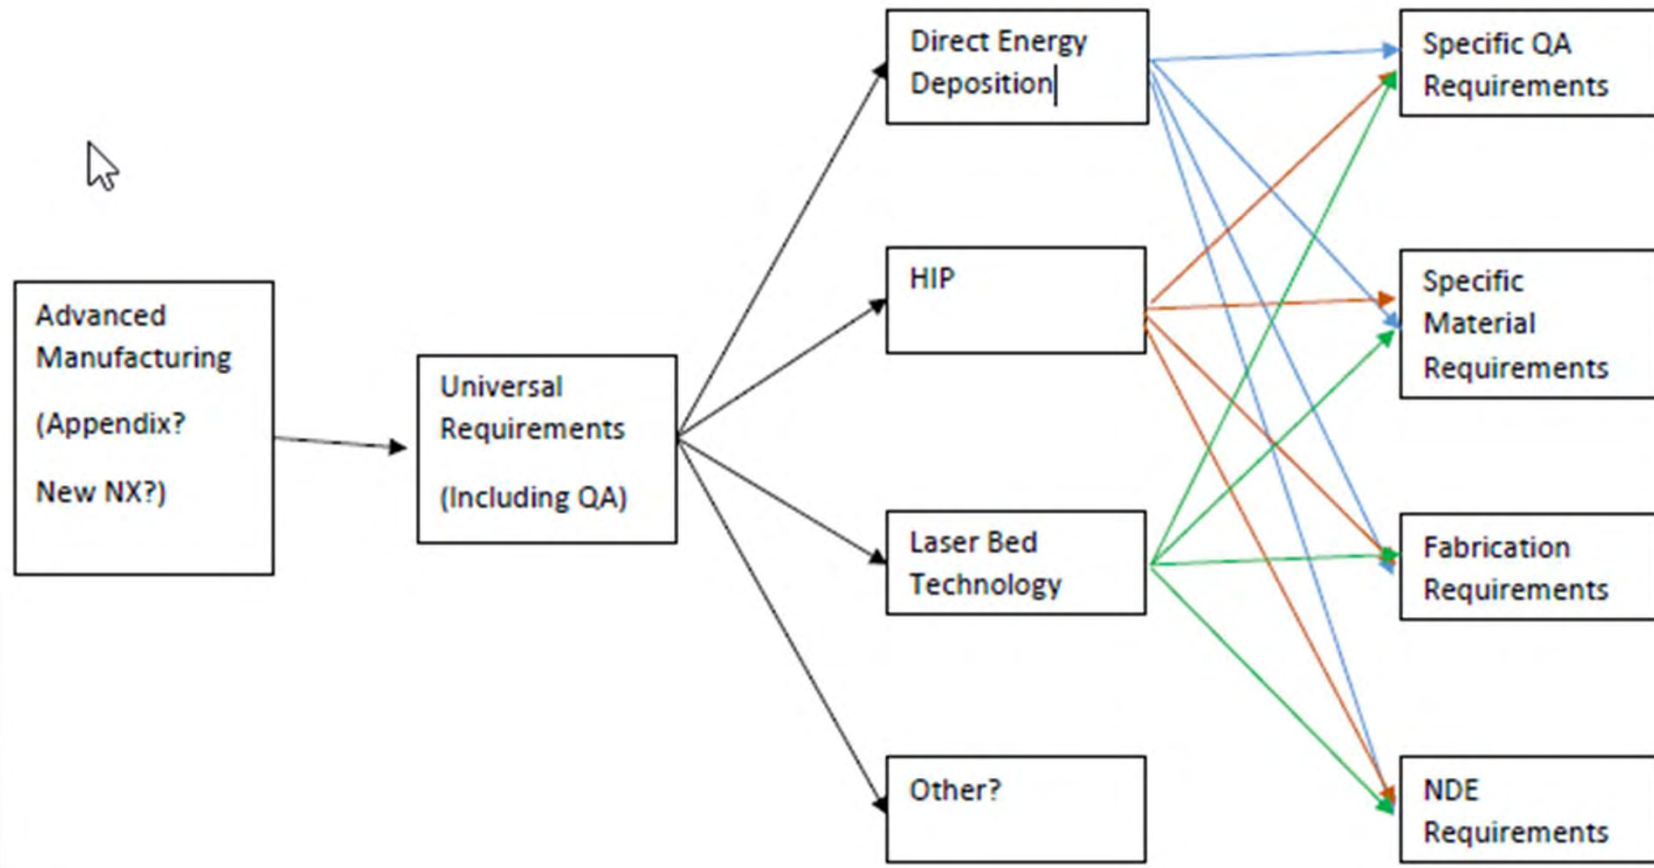 Advanced
Manufacturing
(Appendix?
New NX?)
Universal
Requirements
(Including QA)
Direct Energy
Deposition
HIP
Laser Bed
Technology
Other?
Specific QA
Requirements
Specific
Material
Requirements
Fabrication
Requirements
NDE
Requirements